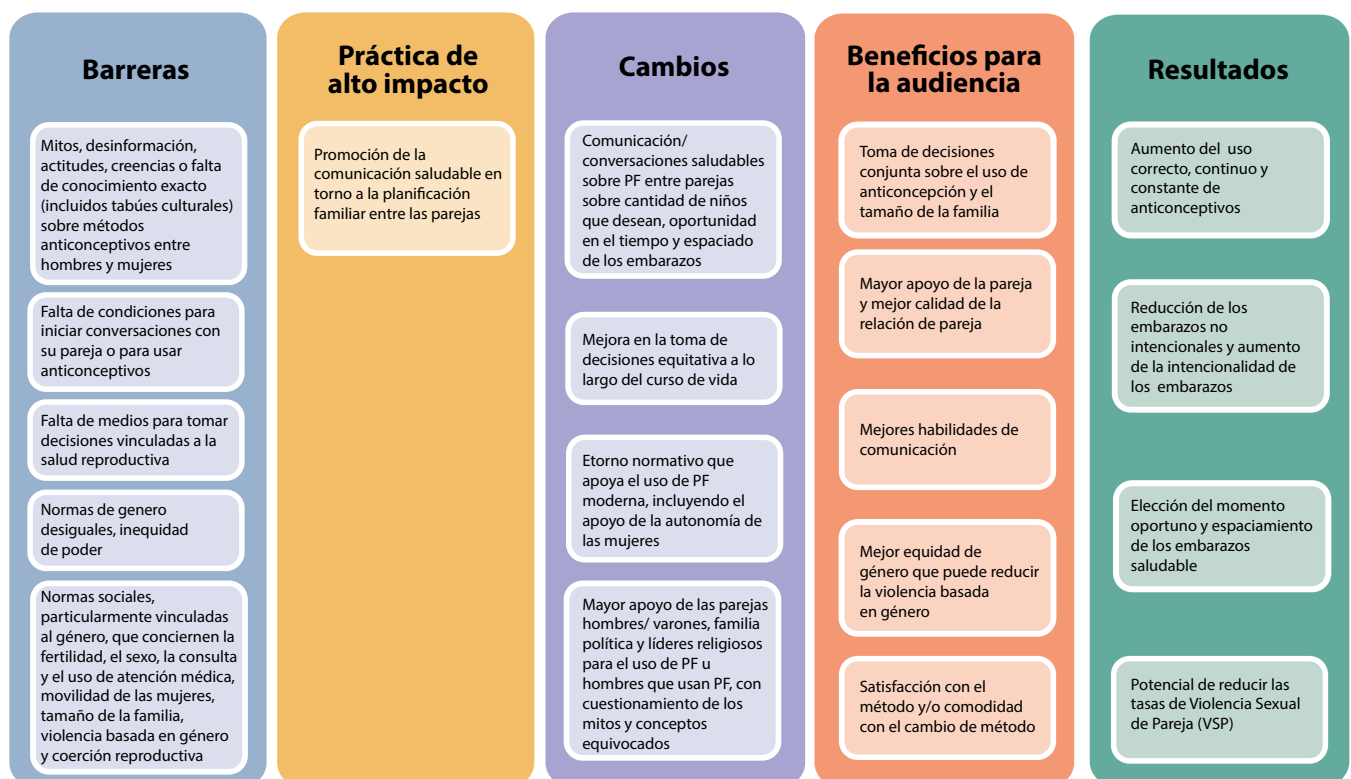 Barreras
Mitos, desinformación,
actitudes, creencias o falta
de conocimiento exacto
(incluidos tabúes culturales)
sobre métodos
anticonceptivos entre
hombres y mujeres
Falta de condiciones para
iniciar conversaciones con
su pareja o para usar
anticonceptivos
Falta de medios para tomar
decisiones vinculadas a la
salud reproductiva
Normas de genero
desiguales, inequidad
de poder
Normas sociales,
particularmente vinculadas
al género, que conciernen la
fertilidad, el sexo, la consulta
y el uso de atención médica,
movilidad de las mujeres,
tamaño de la familia,
violencia basada en género
y coerción reproductiva
Práctica de
alto impacto
Promoción de la
comunicación saludable en
torno a la planificación
familiar entre las parejas
Cambios
Comunicación/
conversaciones saludables
sobre PF entre parejas
sobre cantidad de niños
que desean, oportunidad
en el tiempo y espaciado
de los embarazos
Mejora en la toma de
decisiones equitativa a lo
largo del curso de vida
Etorno normativo que
apoya el uso de PF
moderna, incluyendo el
apoyo de la autonomía de
las mujeres
Mayor apoyo de las parejas
hombres/ varones, familia
política y líderes religiosos
para el uso de PF u
hombres que usan PF, con
cuestionamiento de los
mitos y conceptos
equivocados
Beneficios para
la audiencia
Toma de decisiones
conjunta sobre el uso de
anticoncepción y el
tamaño de la familia
Mayor apoyo de la pareja
y mejor calidad de la
relación de pareja
Mejores habilidades de
comunicación
Mejor equidad de
género que puede reducir
la violencia basada
en género
Satisfacción con el
método y/o comodidad
con el cambio de método
Resultados
Aumento del uso
correcto, continuo y
constante de
anticonceptivos
Reducción de los
embarazos no
intencionales y aumento
de la intencionalidad de
los embarazos
Elección del momento
oportuno y espaciamiento
de los embarazos
saludable
Potencial de reducir las
tasas de Violencia Sexual
de Pareja (VSP)